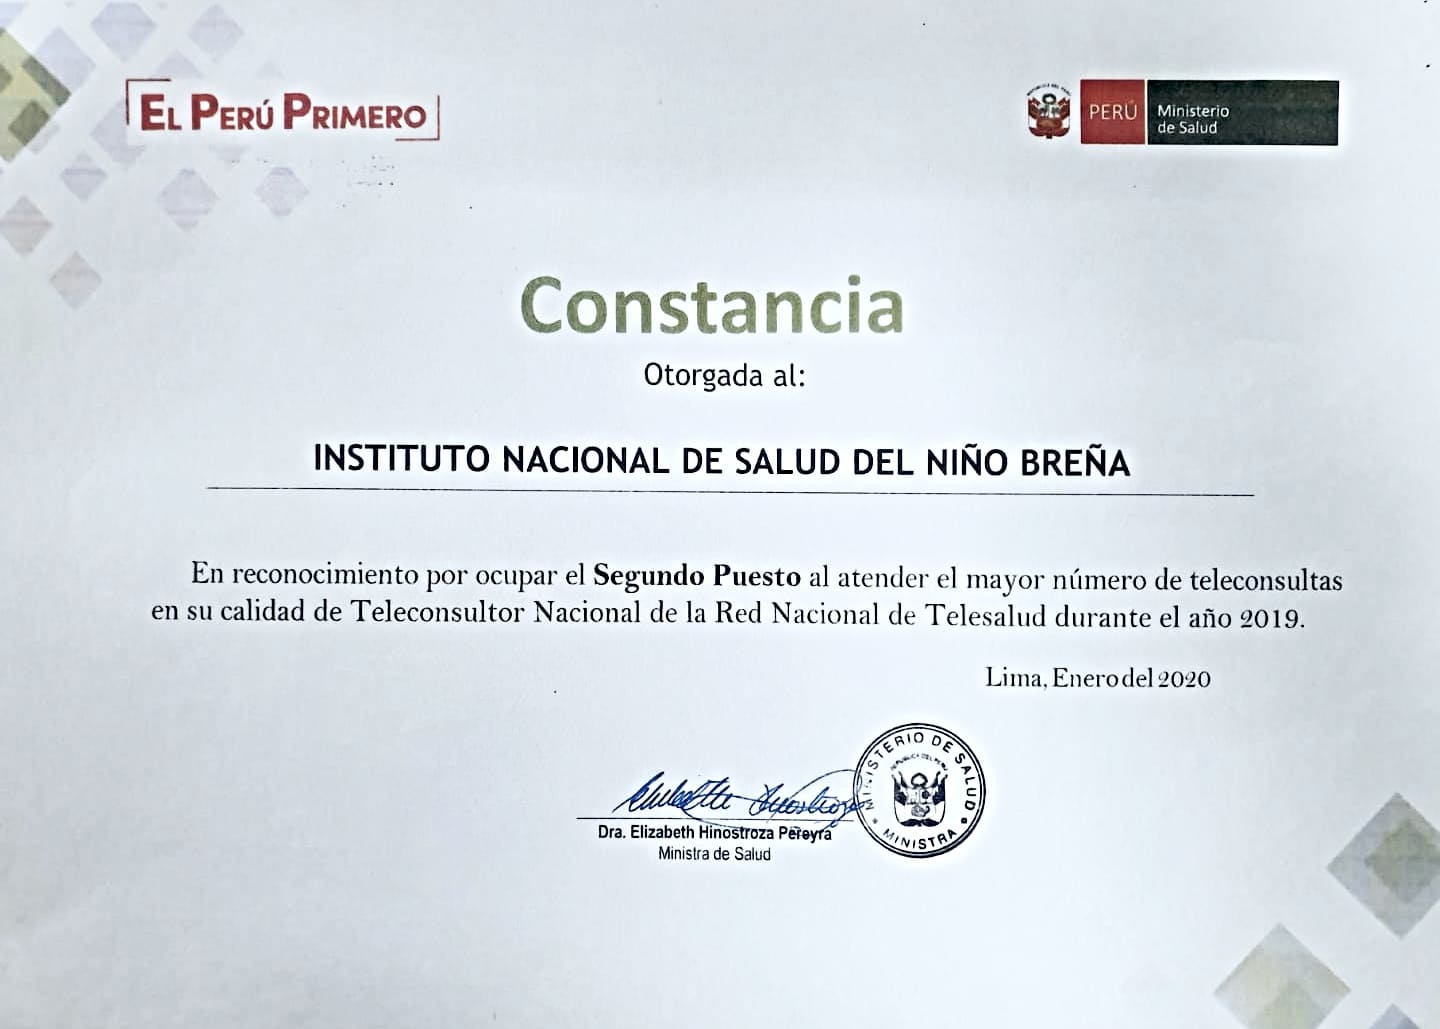 EL PERÚ PRIMERO
PERÚ
Ministerio
de Salud
Constancia
Otorgada al:
INSTITUTO NACIONAL DE SALUD DEL NIÑO BREÑA
En reconocimiento por ocupar el Segundo Puesto al atender el mayor número de teleconsultas
en su calidad de Teleconsultor Nacional de la Red Nacional de Telesalud durante el año 2019.
Lima, Enero del 2020
MINISTERIO DE SALUD
REPUBLICA DEL PERU
MINISTRA
Dra. Elizabeth Hinostroza Pereyra
Ministra de Salud